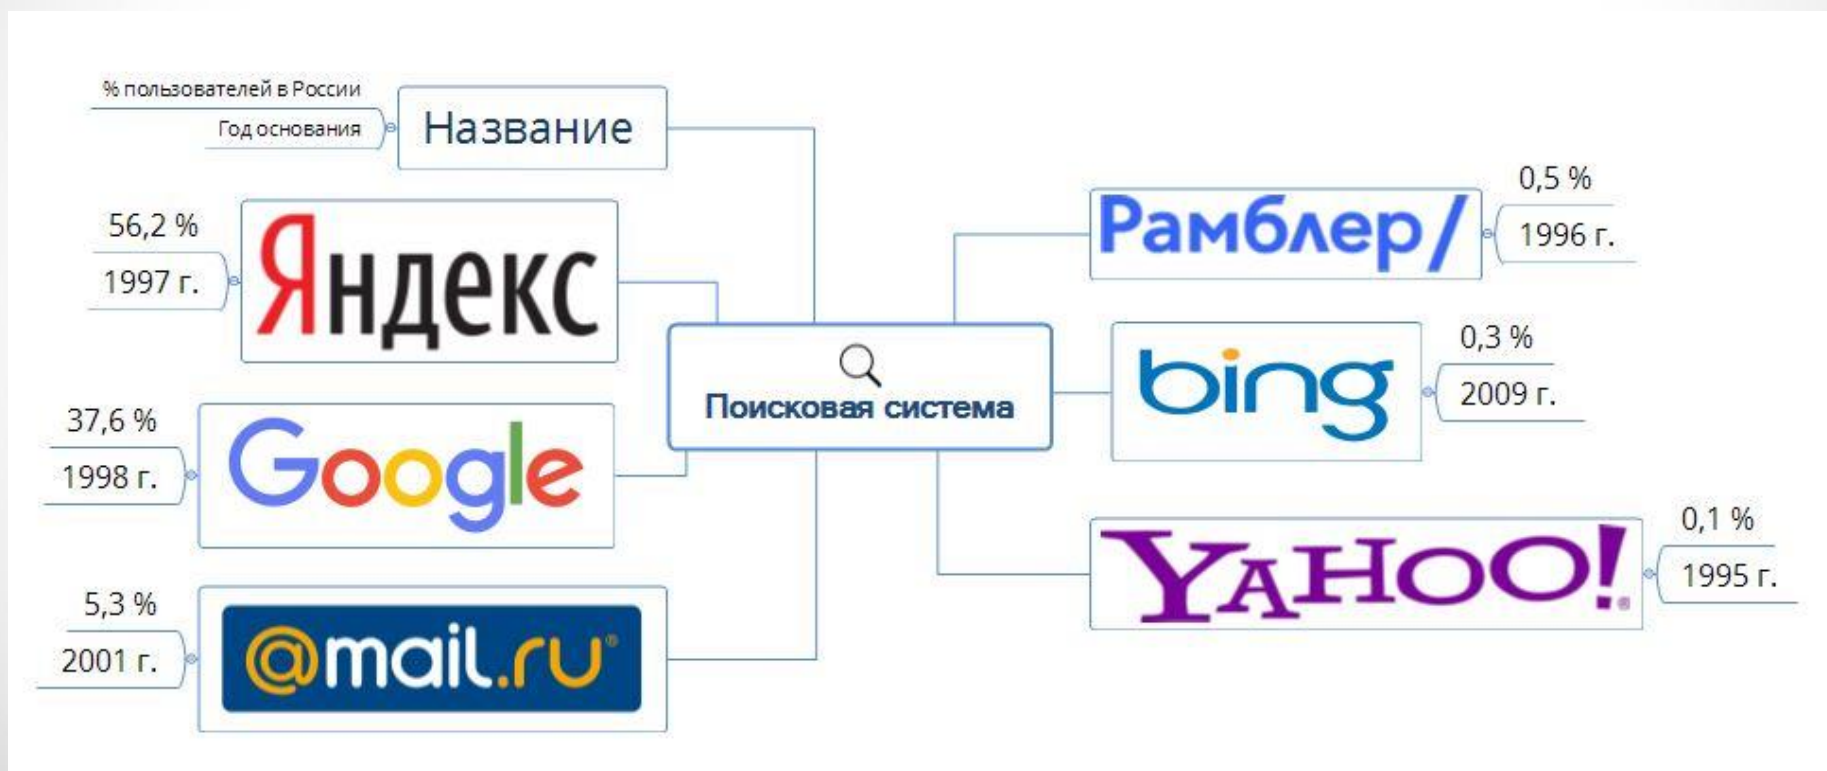 % пользователей в России
Год основания
Название
56,2 %
1997 г.
Яндекс
37,6 %
1998 г.
Google
5,3 %
2001 г.
@mail.ru®
Поисковая система
Рамблер/
0,5 %
1996 г.
bing
0,3 %
2009 г.
YAHOO!®
0,1 %
1995 г.